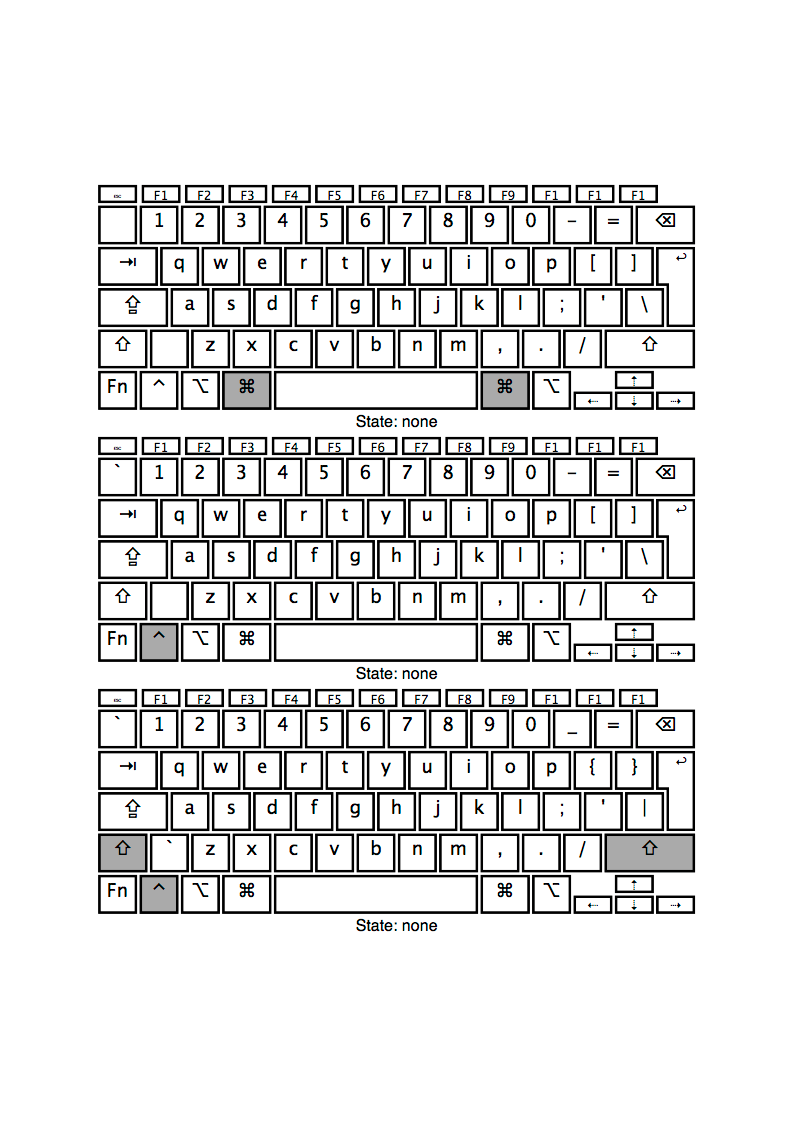 esc F1 F2 F3 F4 F5 F6 F7 F8 F9 F1 F1 F1
1 2 3 4 5 6 7 8 9 0 - = ⌫
⇥ q w e r t y u i o p [ ] ↩
⇪ a s d f g h j k l ; ' \
⇧ z x c v b n m , . / ⇧
Fn ^ ⌥ ⌘ ⌘ ⌥ ⇠ ⇡ ⇣ ⇢
State: none
esc F1 F2 F3 F4 F5 F6 F7 F8 F9 F1 F1 F1
` 1 2 3 4 5 6 7 8 9 0 - = ⌫
⇥ q w e r t y u i o p [ ] ↩
⇪ a s d f g h j k l ; ' \
⇧ z x c v b n m , . / ⇧
Fn ^ ⌥ ⌘ ⌘ ⌥ ⇠ ⇡ ⇣ ⇢
State: none
esc F1 F2 F3 F4 F5 F6 F7 F8 F9 F1 F1 F1
` 1 2 3 4 5 6 7 8 9 0 _ = ⌫
⇥ q w e r t y u i o p { } ↩
⇪ a s d f g h j k l ; ' |
⇧ ` z x c v b n m , . / ⇧
Fn ^ ⌥ ⌘ ⌘ ⌥ ⇠ ⇡ ⇣ ⇢
State: none